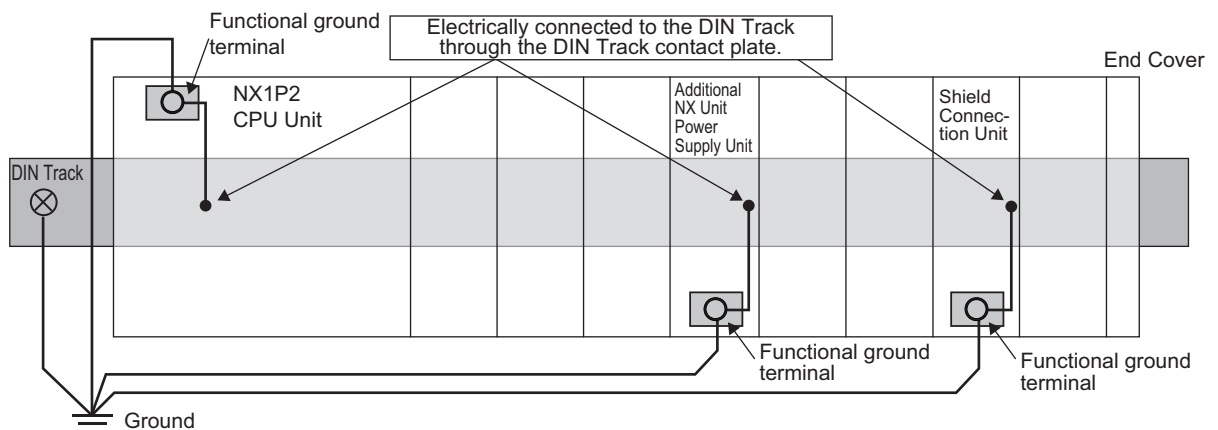 Functional ground
terminal
Electrically connected to the DIN Track
through the DIN Track contact plate.
End Cover
NX1P2
CPU Unit
Additional
NX Unit
Power
Supply Unit
Shield
Connec-
tion Unit
DIN Track
Functional ground
terminal
Functional ground
terminal
Ground